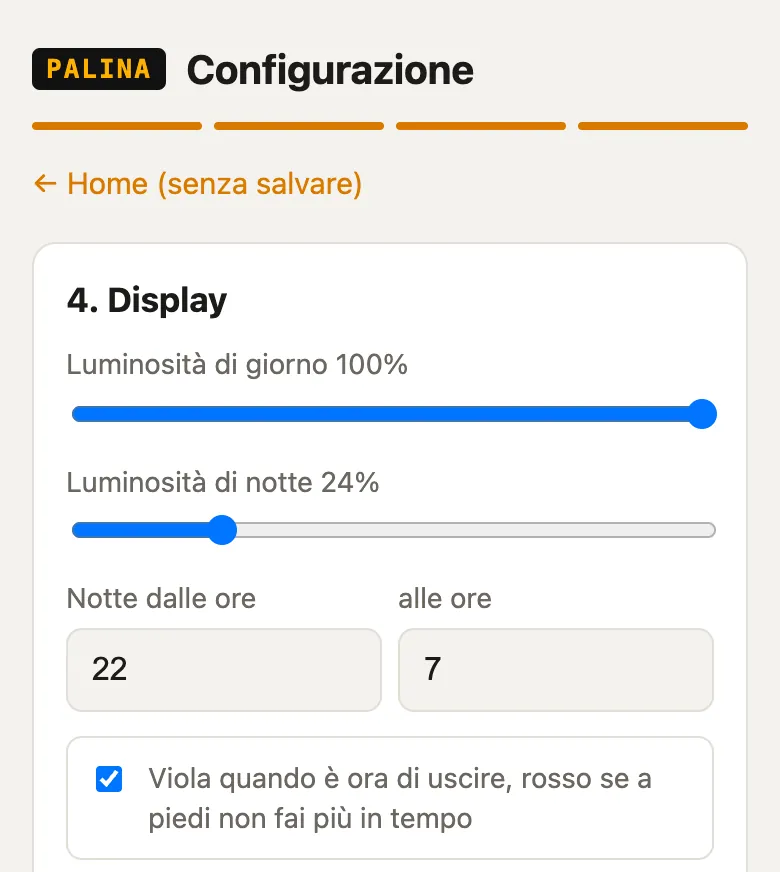 PALINA Configurazione
← Home (senza salvare)
4. Display
Luminosità di giorno 100%
Luminosità di notte 24%
Notte dalle ore
alle ore
22
7
Viola quando è ora di uscire, rosso se a
piedi non fai più in tempo